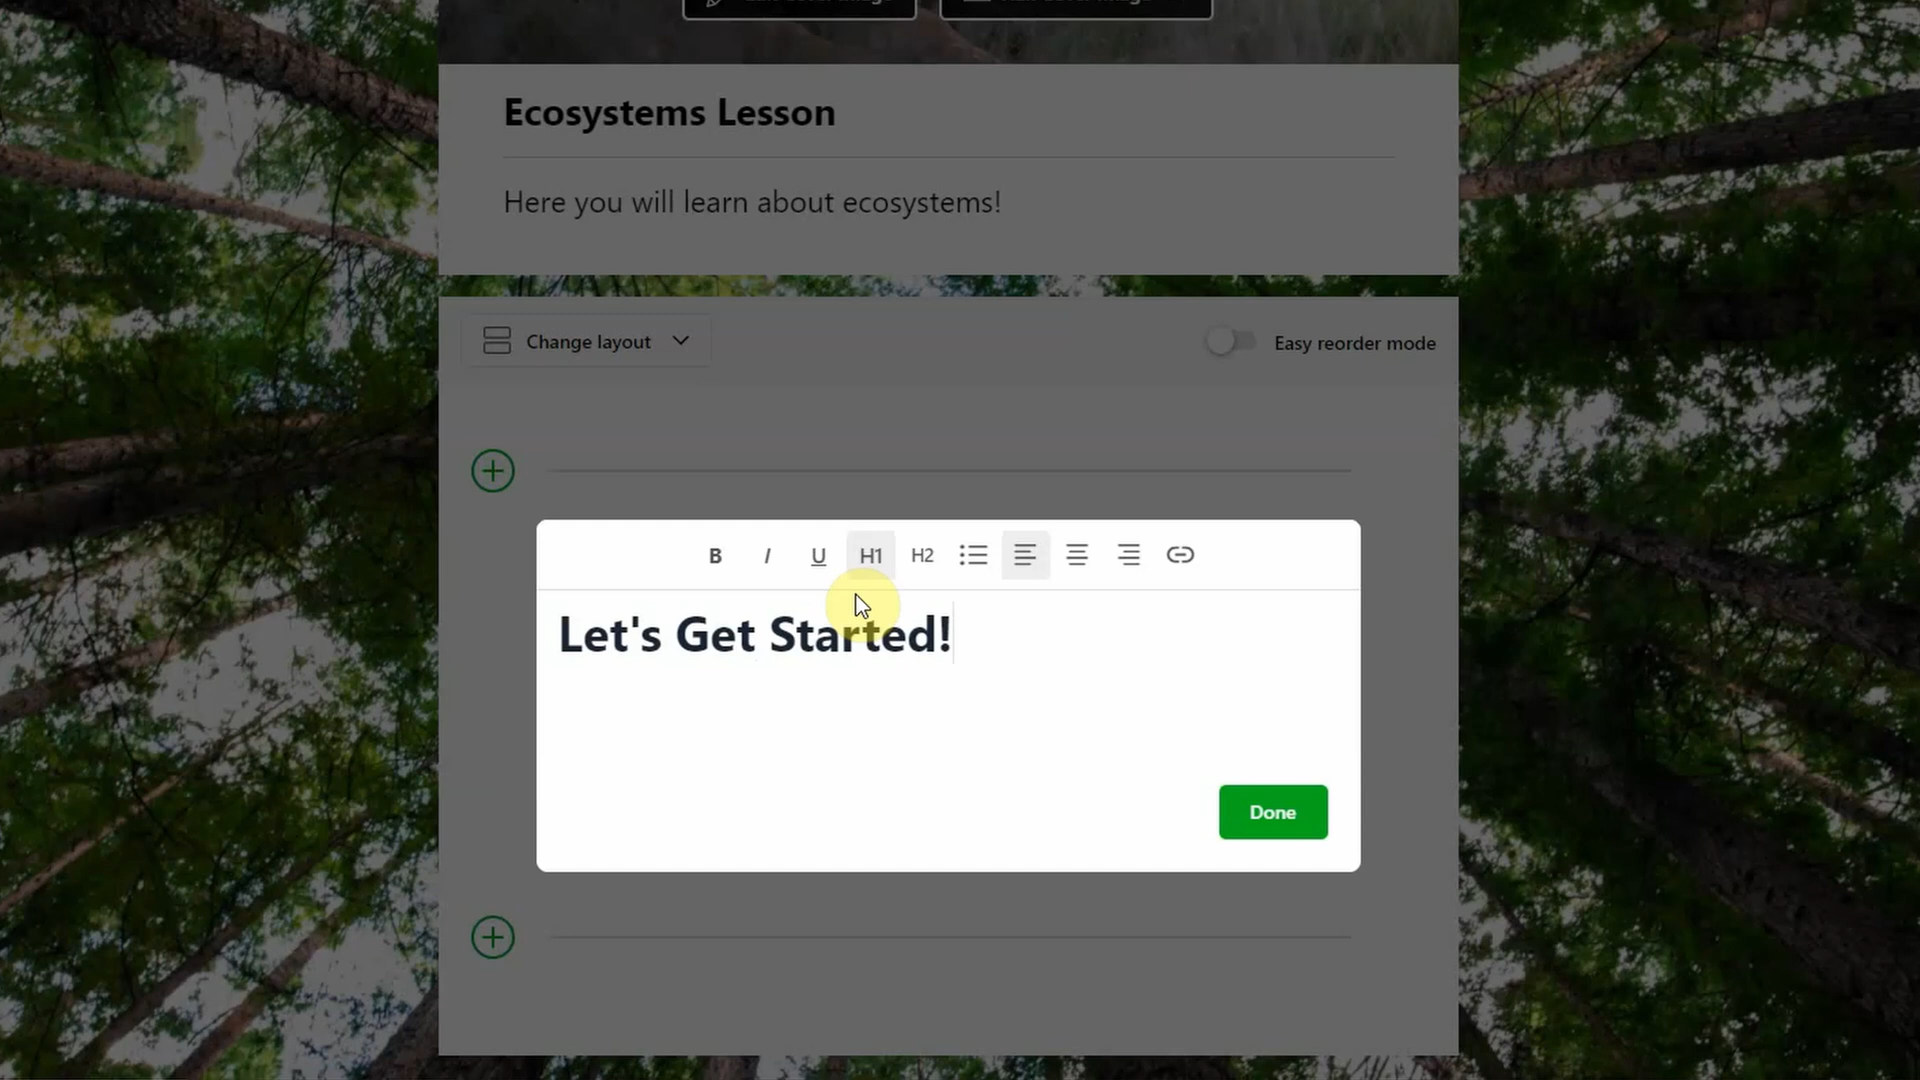 Ecosystems Lesson
Here you will learn about ecosystems!
Change layout
Easy reorder mode
B I U H1 H2
Let's Get Started!
Done